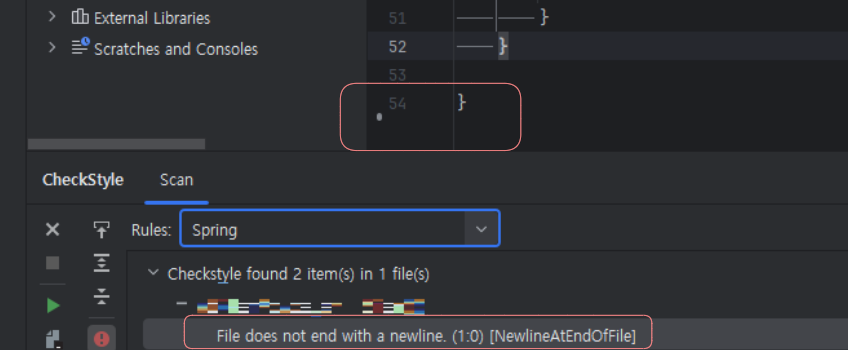 External Libraries
Scratches and Consoles
51 }
52 }
53
54 }
CheckStyle Scan
Rules: Spring
Checkstyle found 2 item(s) in 1 file(s)
File does not end with a newline. (1:0) [NewlineAtEndOfFile]